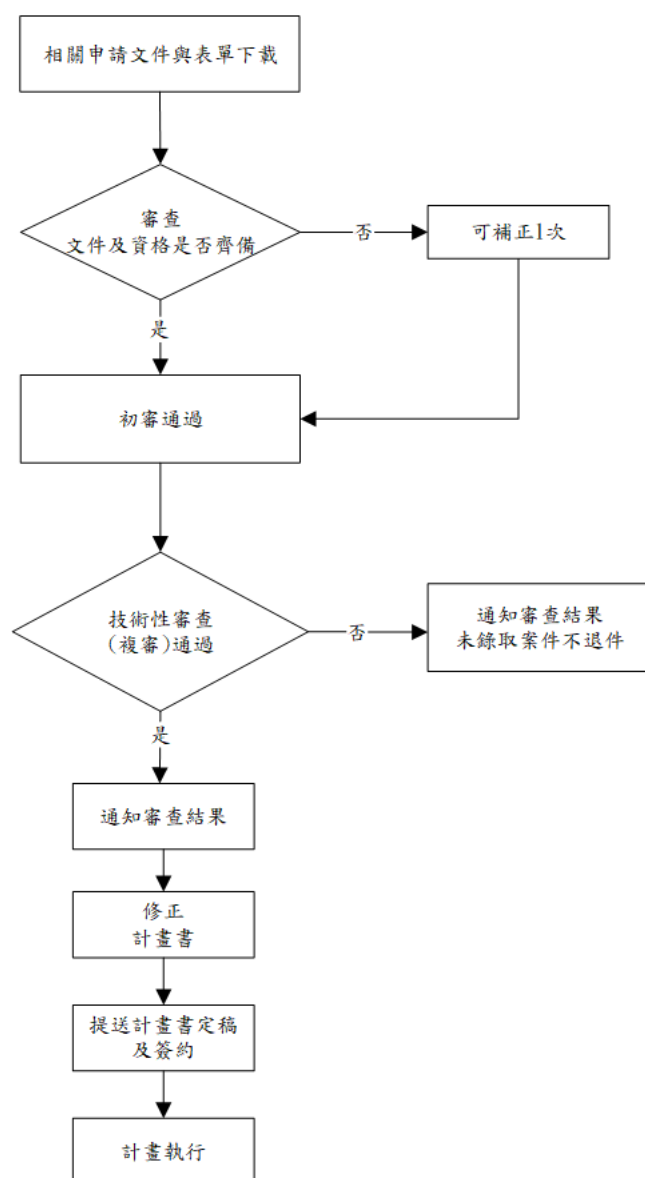 相關申請文件與表單下載
審查
文件及資格是否齊備
否
可補正1次
是
初審通過
技術性審查
(複審)通過
否
通知審查結果
未錄取案件不退件
是
通知審查結果
修正
計畫書
提送計畫書定稿
及簽約
計畫執行